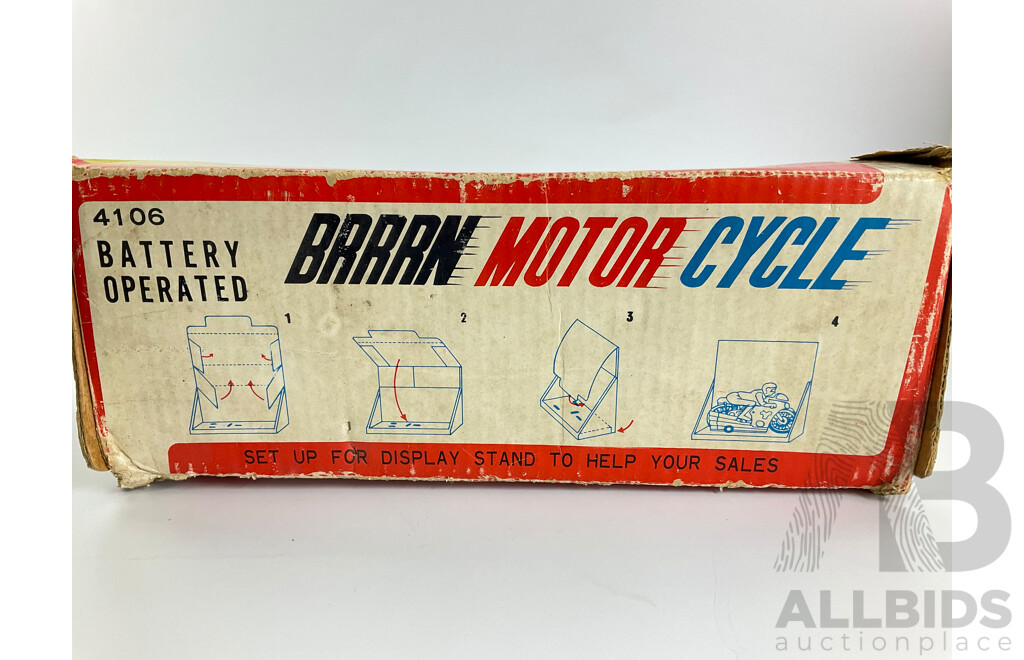 4106
BATTERY
OPERATED
BRRRN MOTOR CYCLE
1 2 3 4
SET UP FOR DISPLAY STAND TO HELP YOUR SALES
AB
ALLBIDS
auctionplace